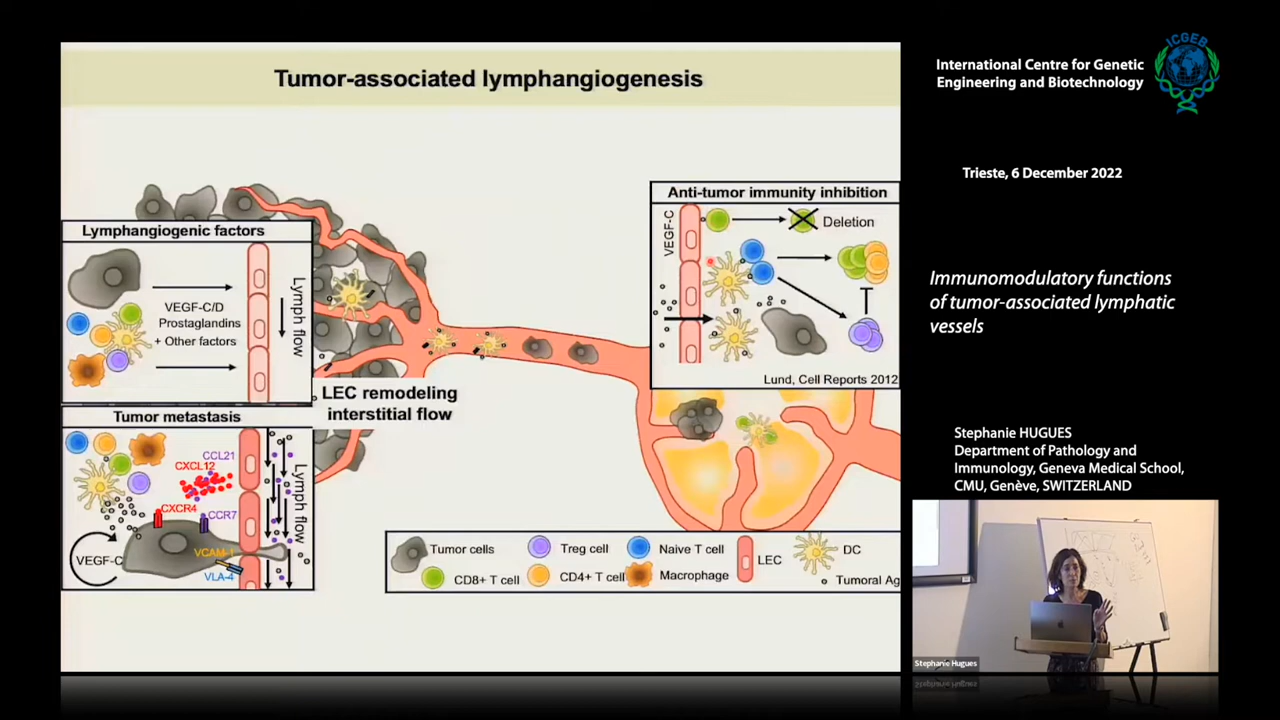 Tumor-associated lymphangiogenesis
Lymphangiogenic factors
VEGF-C/D
Prostaglandins
+ Other factors
Lymph flow
Tumor metastasis
CCL21
CXCL12
CXCR4
CCR7
VEGF-C
VCAM-1
VLA-4
Lymph flow
LEC remodeling
interstitial flow
Anti-tumor immunity inhibition
VEGF-C
Deletion
Lund, Cell Reports 2012
Tumor cells
Treg cell
Naive T cell
LEC
DC
CD8+ T cell
CD4+ T cell
Macrophage
Tumoral Ag
ICGEB
International Centre for Genetic
Engineering and Biotechnology
Trieste, 6 December 2022
Immunomodulatory functions
of tumor-associated lymphatic
vessels
Stephanie HUGUES
Department of Pathology and
Immunology, Geneva Medical School,
CMU, Genève, SWITZERLAND
Stephanie Hugues